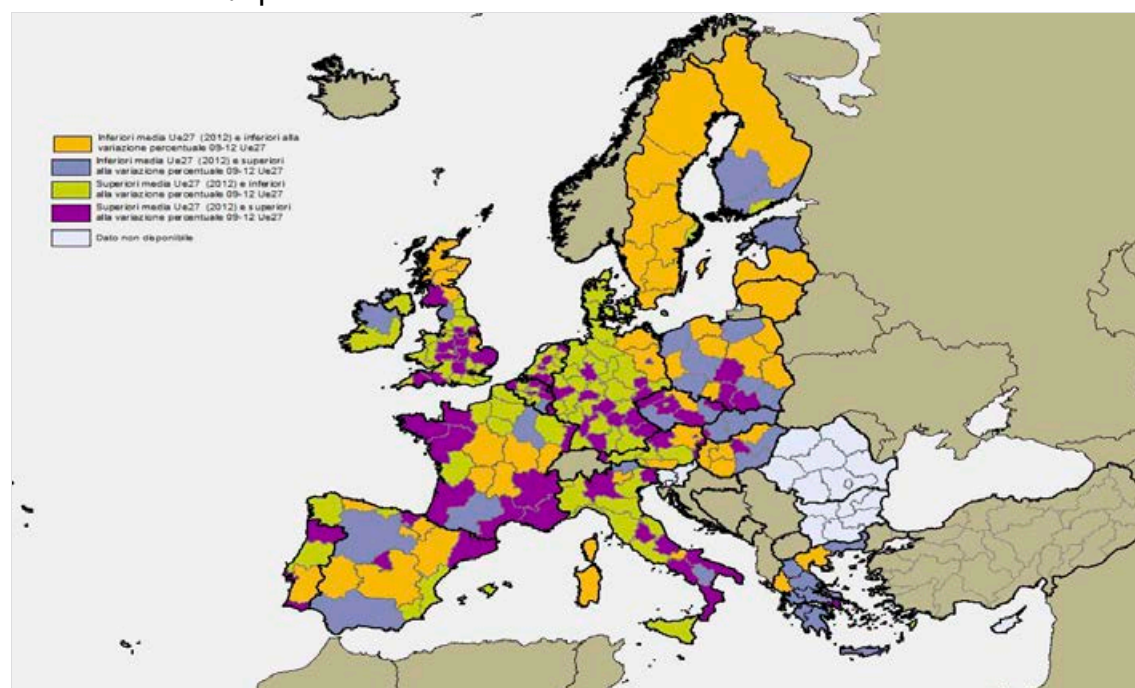 Inferiori media Ue27 (2012) e inferiori alla
variazione percentuale 09-12 Ue27
Inferiori media Ue27 (2012) e superiori
alla variazione percentuale 09-12 Ue27
Superiori media Ue27 (2012) e inferiori
alla variazione percentuale 09-12 Ue27
Superiori media Ue27 (2012) e superiori
alla variazione percentuale 09-12 Ue27
Dato non disponibile